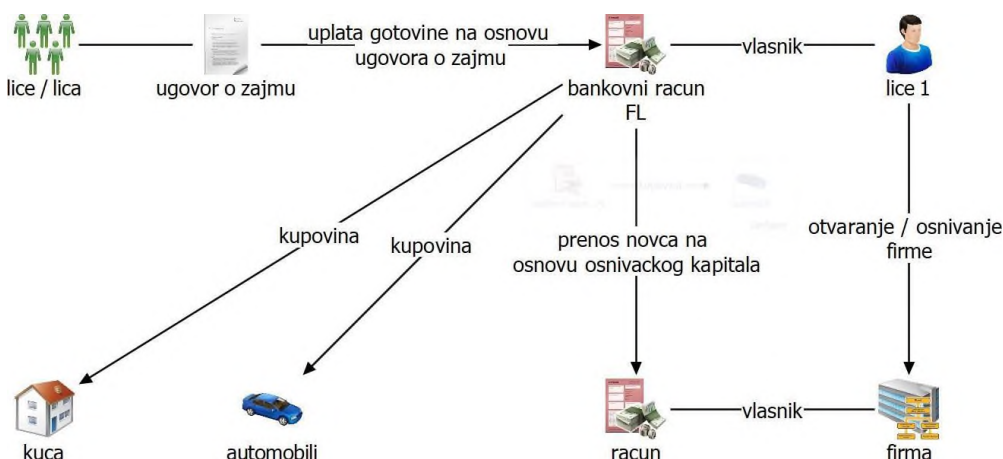 uplata gotovine na osnovu
ugovora o zajmu
vlasnik
lice / lica
ugovor o zajmu
bankovni racun
FL
lice 1
kupovina
kupovina
prenos novca na
osnovu osnivackog kapitala
otvaranje / osnivanje
firme
vlasnik
kuca
automobili
racun
firma